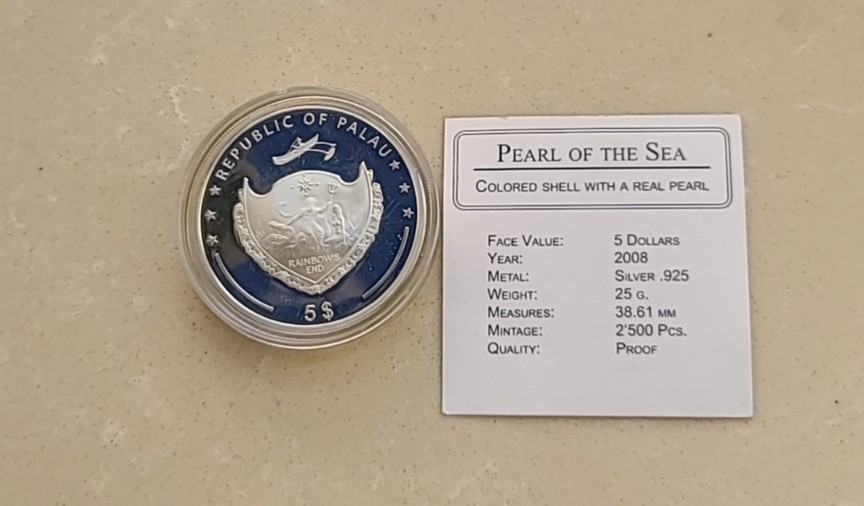 REPUBLIC OF PALAU
RAINBOW'S
END
5$
PEARL OF THE SEA
COLORED SHELL WITH A REAL PEARL
FACE VALUE: 5 DOLLARS
YEAR: 2008
METAL: SILVER .925
WEIGHT: 25 G.
MEASURES: 38.61 MM
MINTAGE: 2'500 PCS.
QUALITY: PROOF